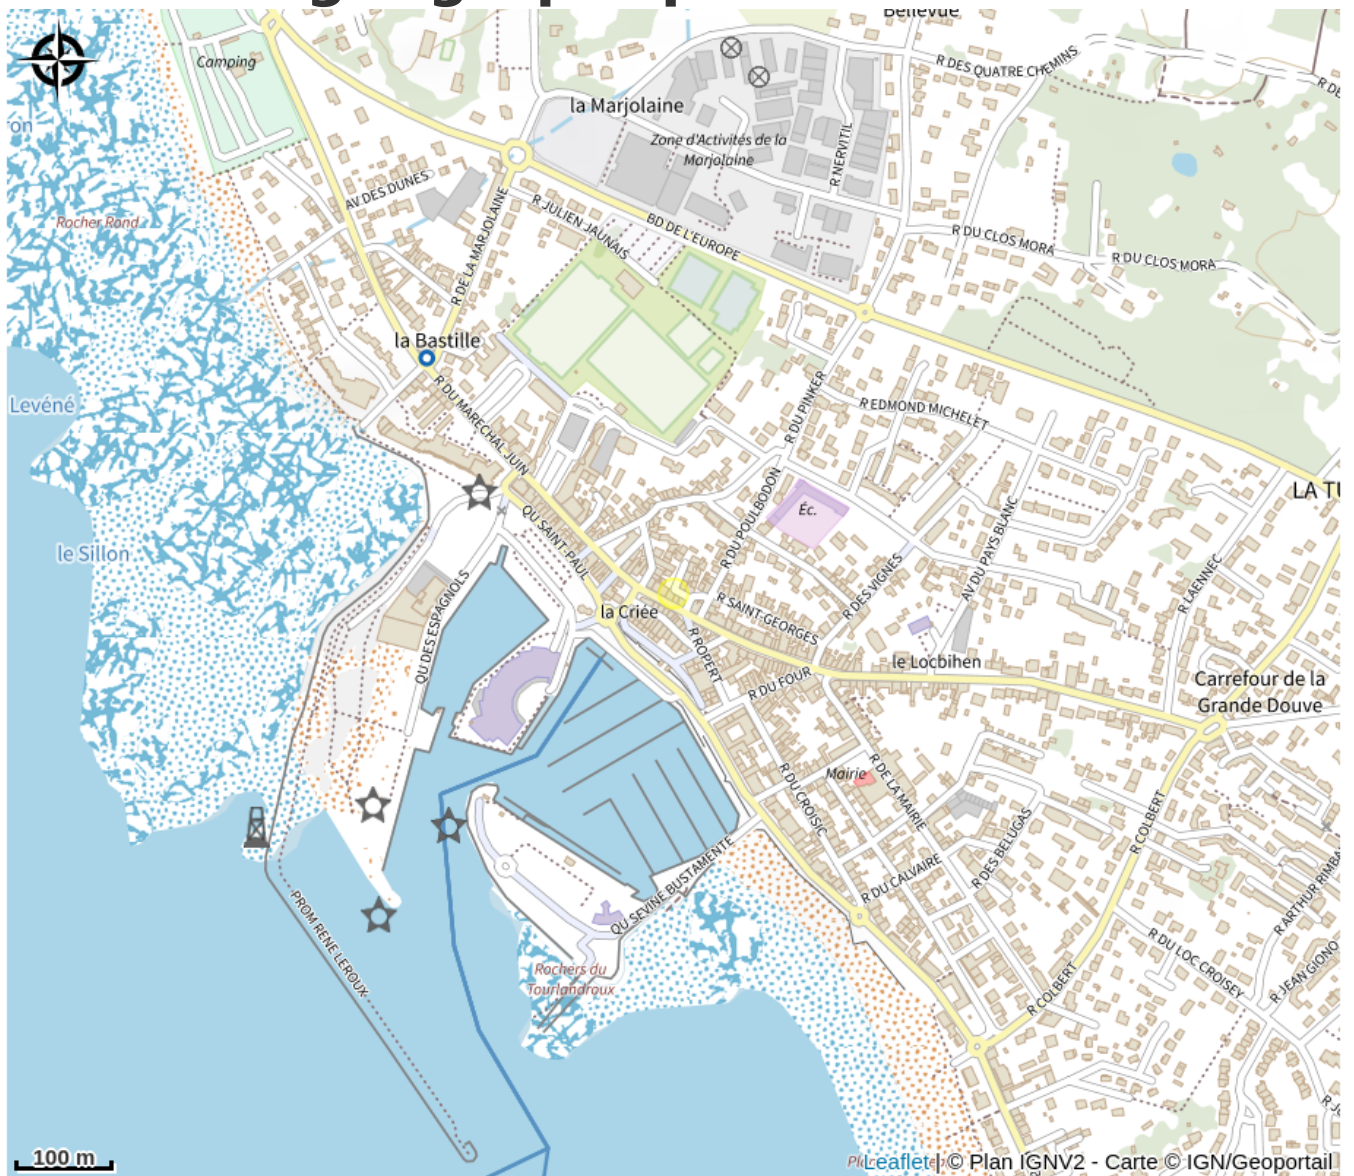 Bellevue
R DES QUATRE CHEMINS
Camping
la Marjolaine
Zone d'Activités de la
Marjolaine
R NERVITIL
AV DES DUNES
Rocher Rond
R JULIEN JAUNAIS
BD DE L'EUROPE
R DU CLOS MORA
R DU CLOS MORA
R DE LA MARJOLAINE
la Bastille
Levéné
R DU MARECHAL JUIN
R DU PINKER
R EDMOND MICHELET
LA TU
Éc.
QU SAINT-PAUL
R DU POULBODON
AV DU PAYS BLANC
le Sillon
R LAENNEC
R DES VIGNES
QU DES ESPAGNOLS
la Criée
R SAINT-GEORGES
R ROPERT
le Locbihen
R DU FOUR
Carrefour de la
Grande Douve
Mairie
R DE LA MAIRIE
R DU CROISIC
R COLBERT
R DES BELUGAS
R DU CALVAIRE
QU SEVINE BUSTAMENTE
R ARTHUR RIMBA
PROM RENE LEROUX
R DU LOC CROISEY
R JEAN GIONO
Rochers du
Tourlandroux
R COLBERT
100 m
Leaflet | © Plan IGNV2 - Carte © IGN/Geoportail